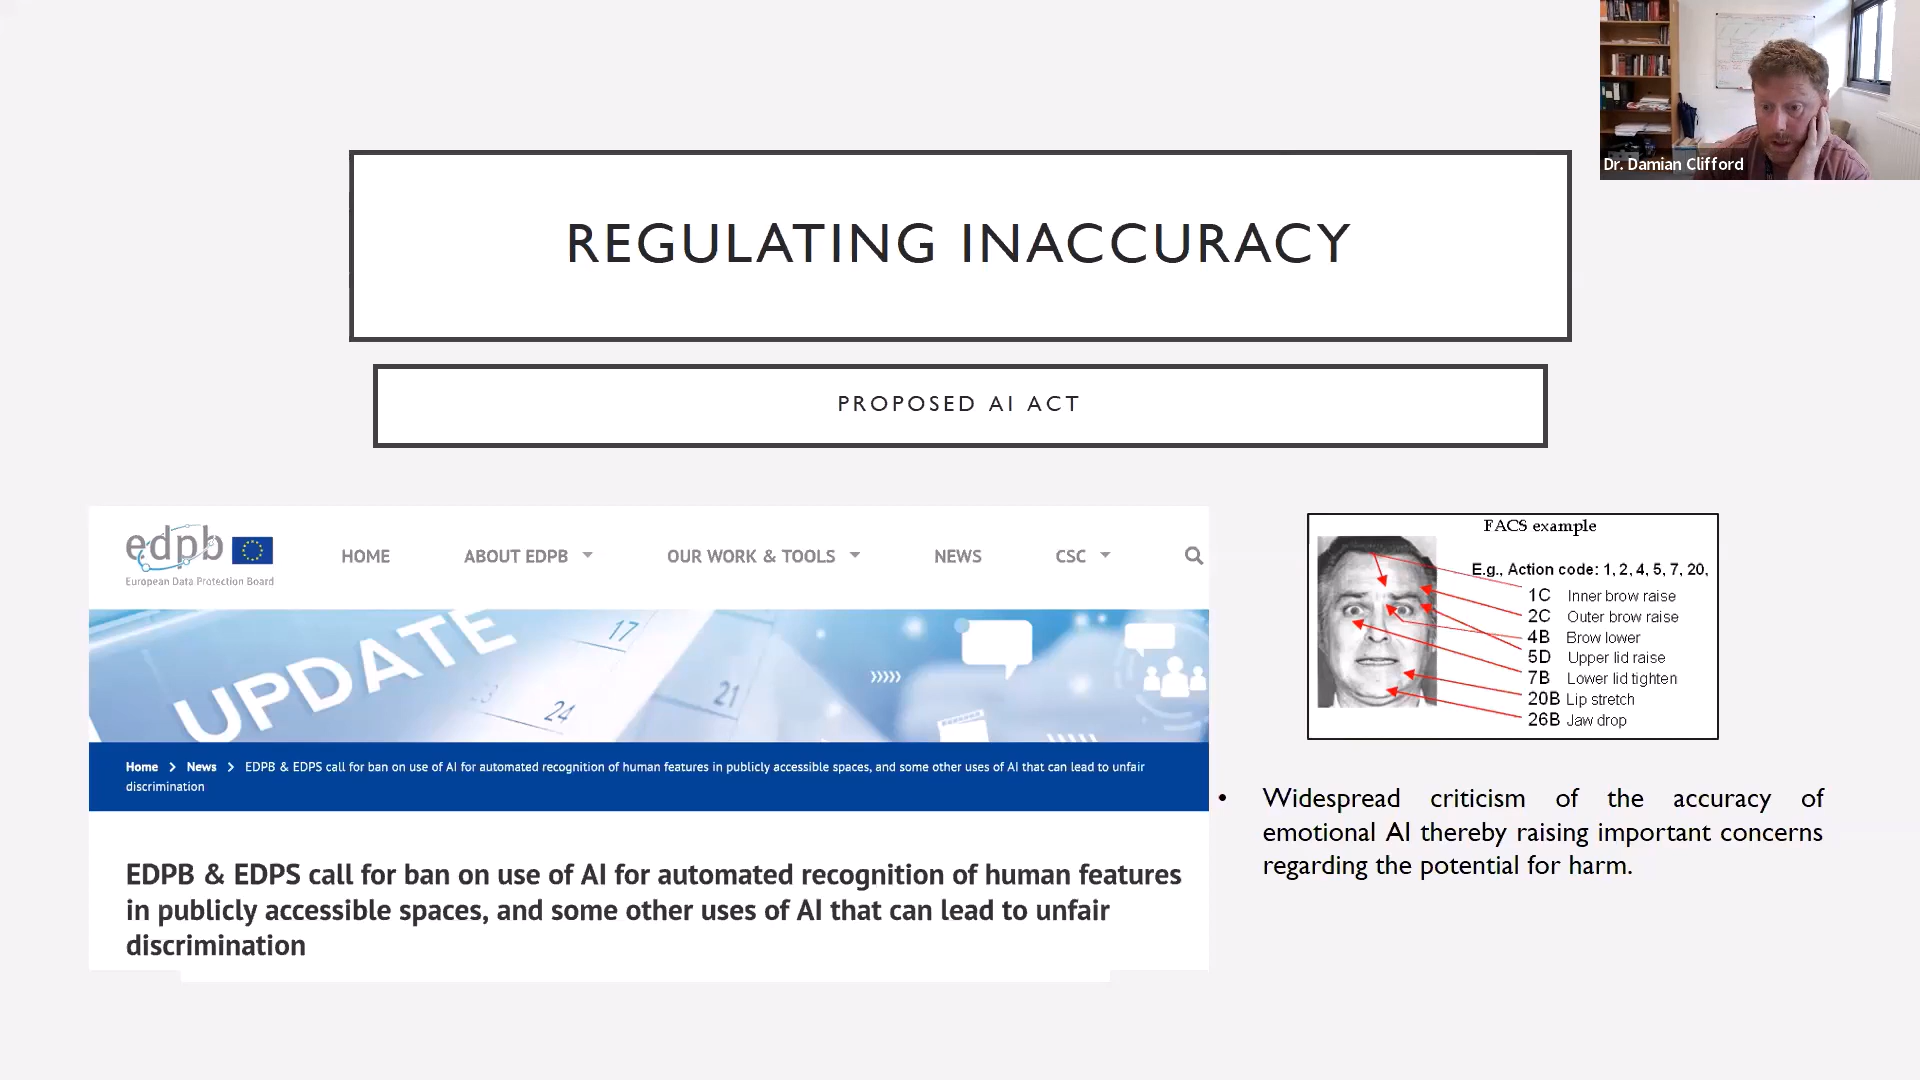 Dr. Damian Clifford
REGULATING INACCURACY
PROPOSED AI ACT
edpb
European Data Protection Board
HOME
ABOUT EDPB
OUR WORK & TOOLS
NEWS
CSC
UPDATE
17
23
24
21
Home > News > EDPB & EDPS call for ban on use of AI for automated recognition of human features in publicly accessible spaces, and some other uses of AI that can lead to unfair
discrimination
EDPB & EDPS call for ban on use of AI for automated recognition of human features
in publicly accessible spaces, and some other uses of AI that can lead to unfair
discrimination
FACS example
E.g., Action code: 1, 2, 4, 5, 7, 20,
1C Inner brow raise
2C Outer brow raise
4B Brow lower
5D Upper lid raise
7B Lower lid tighten
20B Lip stretch
26B Jaw drop
• Widespread criticism of the accuracy of
emotional AI thereby raising important concerns
regarding the potential for harm.